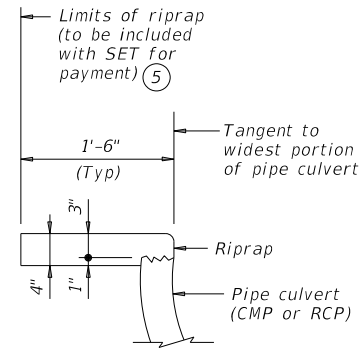 Limits of riprap
(to be included
with SET for
payment) 5
1'-6"
(Typ)
Tangent to
widest portion
of pipe culvert
3"
Riprap
4"
1"
Pipe culvert
(CMP or RCP)